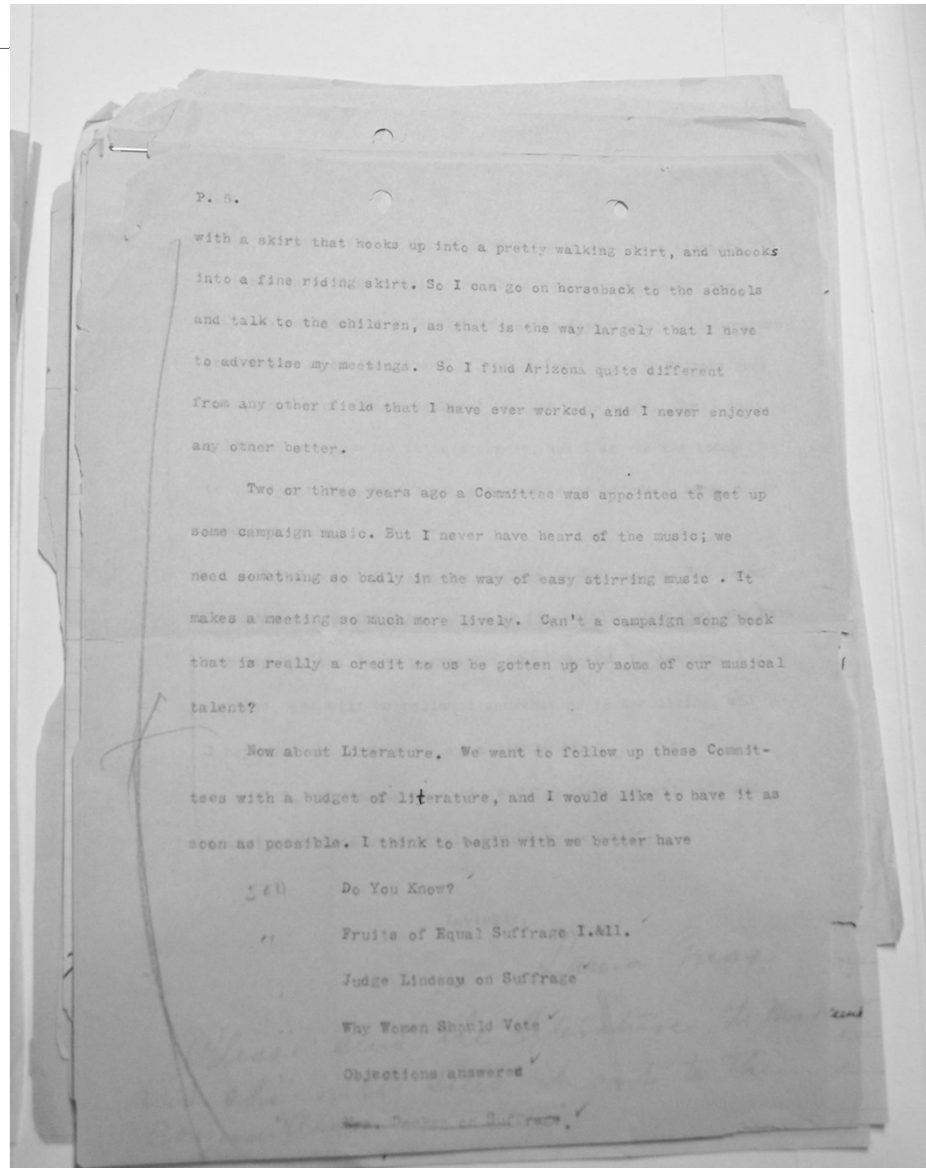 P. 5.
with a skirt that hooks up into a pretty walking skirt, and unhooks
into a fine riding skirt. So I can go on horseback to the schools
and talk to the children, as that is the way largely that I have
to advertise my meetings. So I find Arizona quite different
from any other field that I have ever worked, and I never enjoyed
any other better.
Two or three years ago a Committee was appointed to get up
some campaign music. But I never have heard of the music; we
need something so badly in the way of easy stirring music . It
makes a meeting so much more lively. Can't a campaign song book
that is really a credit to us be gotten up by some of our musical
talent?
Now about Literature. We want to follow up these Commit-
tees with a budget of literature, and I would like to have it as
soon as possible. I think to begin with we better have
500 Do You Know?
" Fruits of Equal Suffrage I.&II.
Judge Lindsay on Suffrage
Why Women Should Vote
Objections answered
Mrs. on Suffrage.